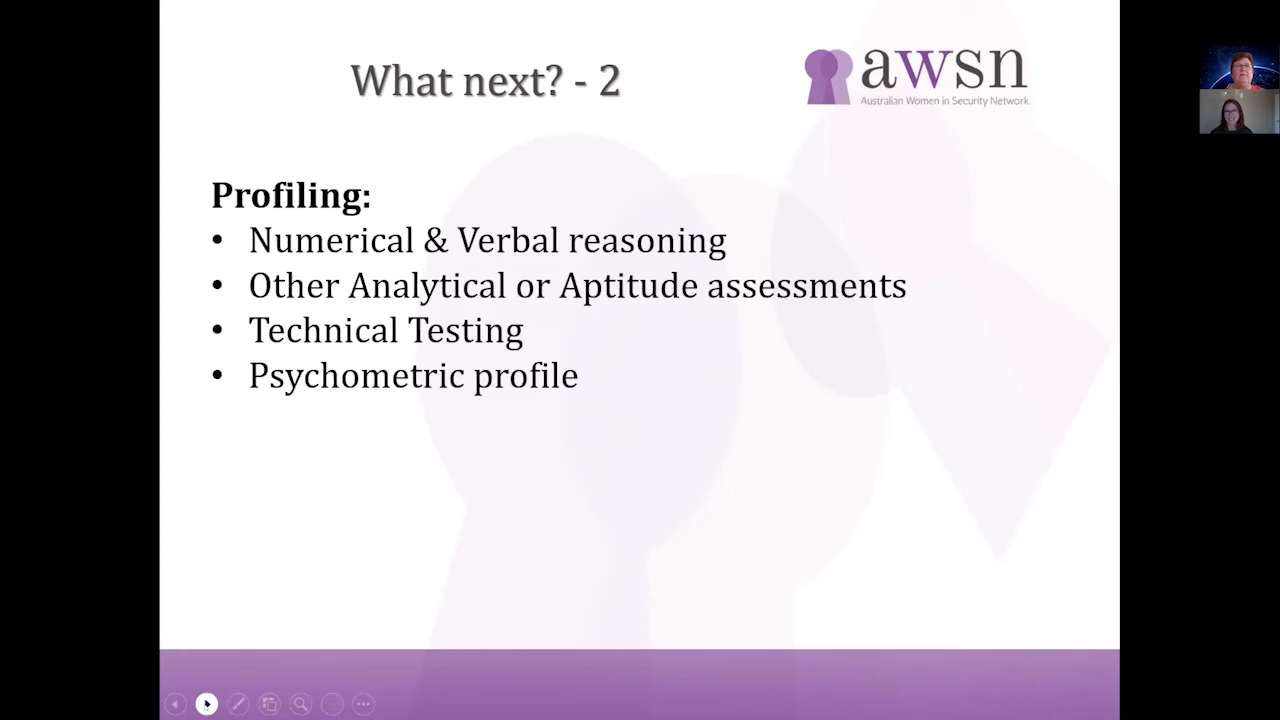 What next? - 2
awsn
Australian Women in Security Network
Profiling:
• Numerical & Verbal reasoning
• Other Analytical or Aptitude assessments
• Technical Testing
• Psychometric profile